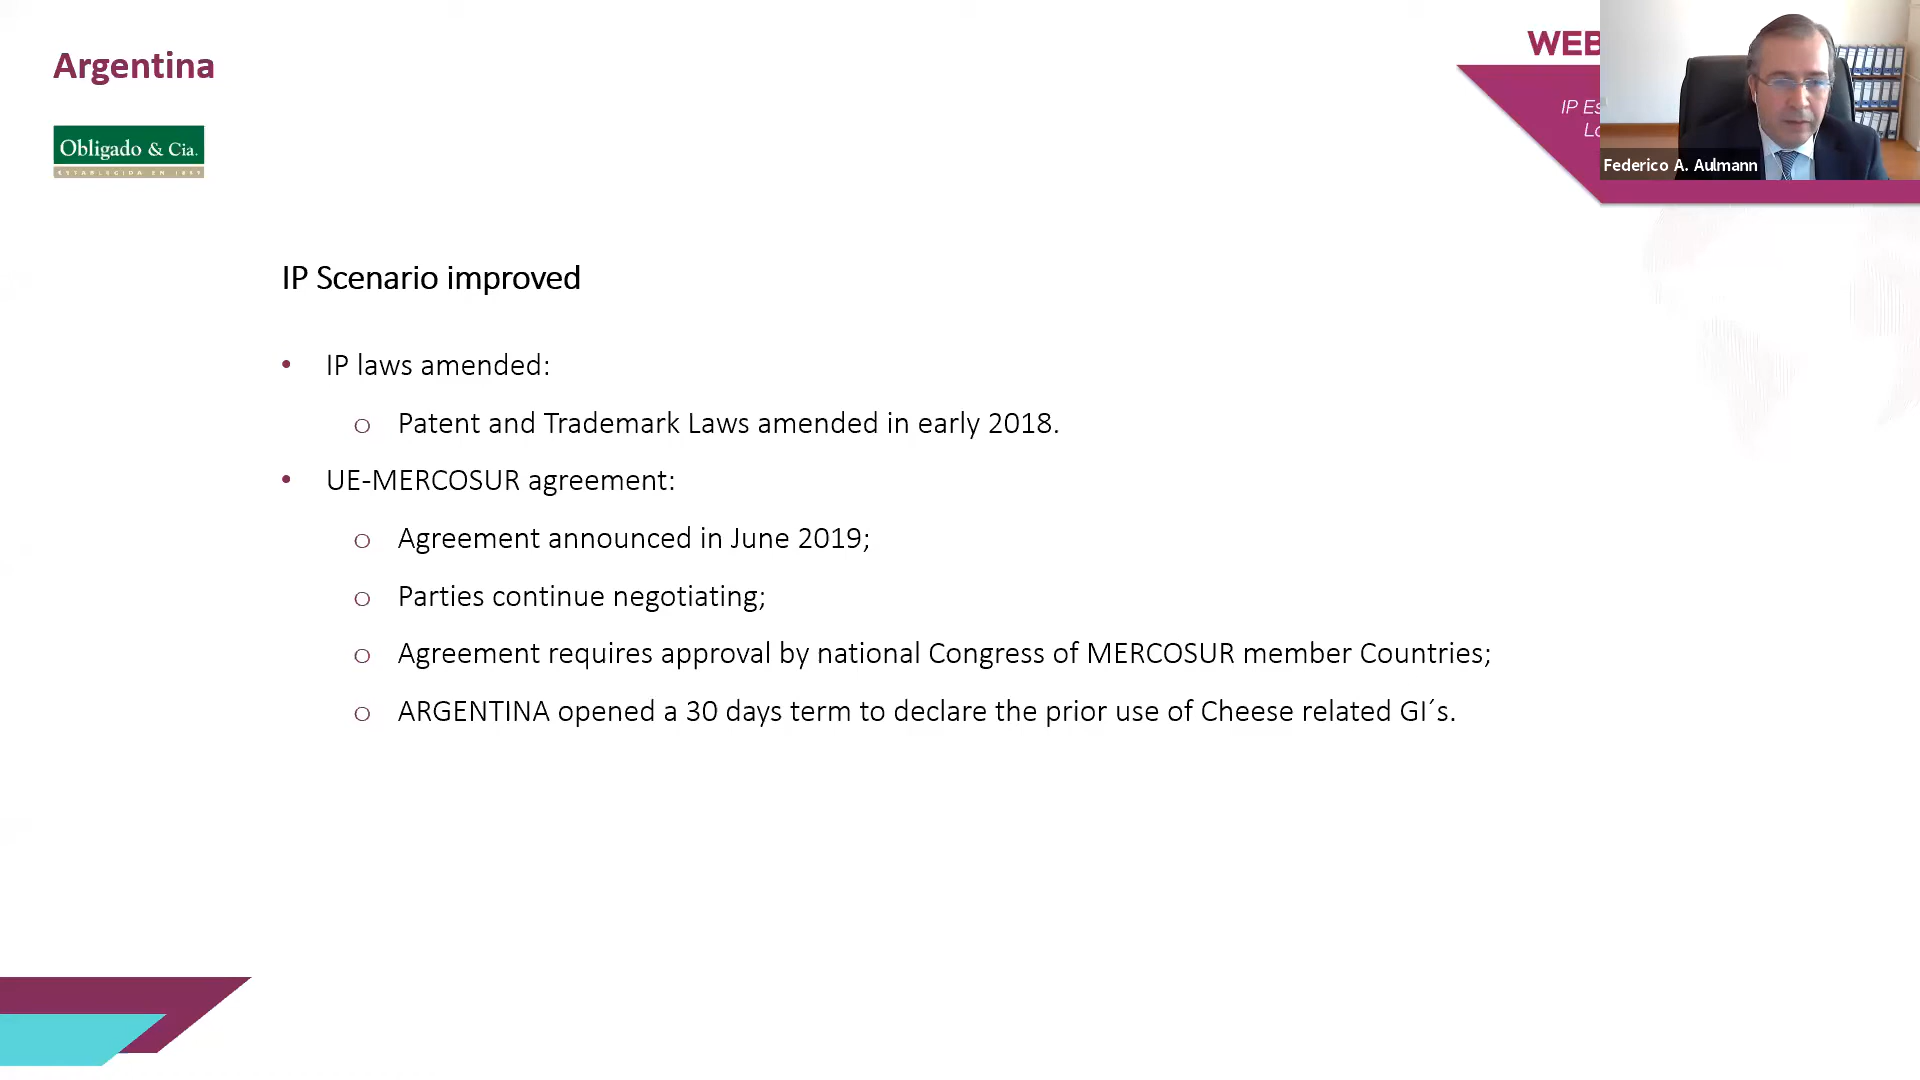 Argentina
WEB
IP Es
Lo
Federico A. Aulmann
Obligado & Cia.
ESTABLECIDA EN
IP Scenario improved
• IP laws amended:
o Patent and Trademark Laws amended in early 2018.
• UE-MERCOSUR agreement:
o Agreement announced in June 2019;
o Parties continue negotiating;
o Agreement requires approval by national Congress of MERCOSUR member Countries;
o ARGENTINA opened a 30 days term to declare the prior use of Cheese related GI´s.